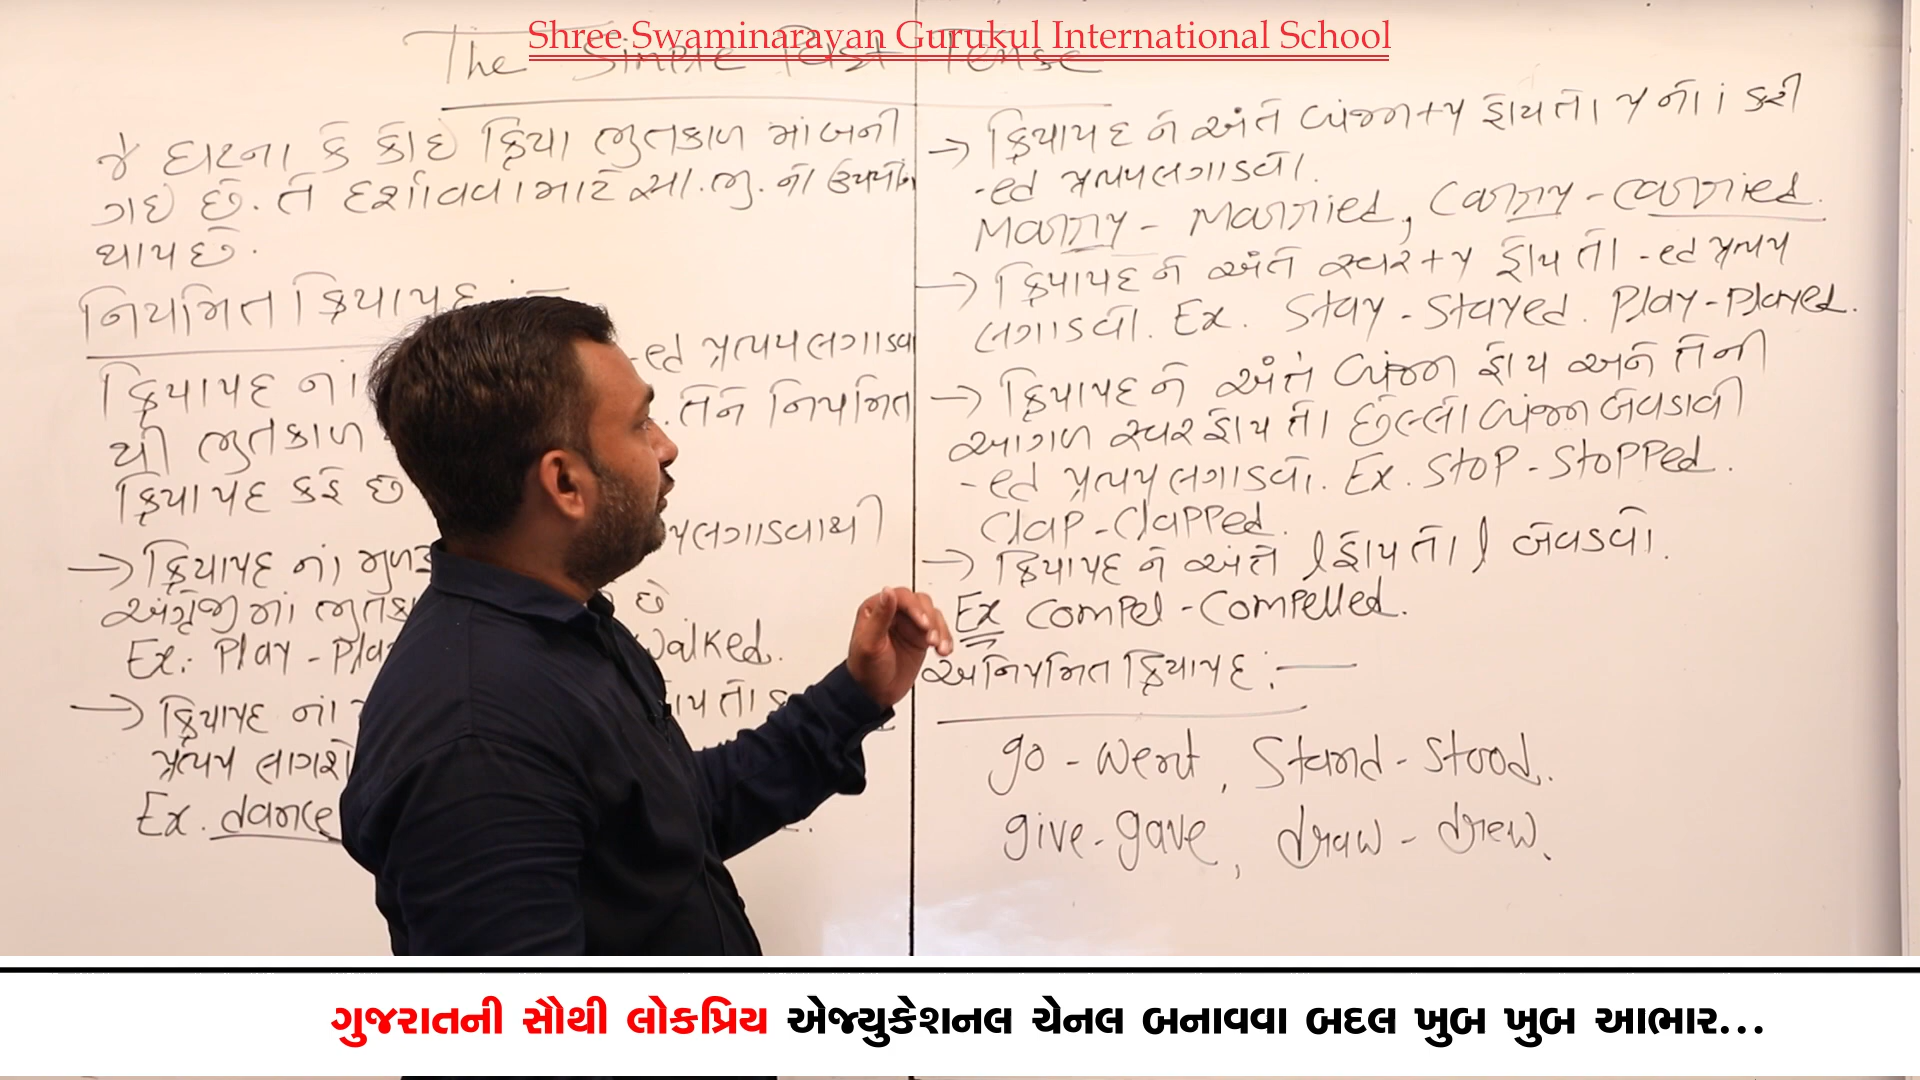 Shree Swaminarayan Gurukul International School
The Simple Past Tense
જે ઘટના કે કોઇ ક્રિયા ભુતકાળ માં બની
ગઇ છે. તે દર્શાવવા માટે સા.ભુ. નો ઉપયોગ
થાય છે.
નિયમિત ક્રિયાપદ :-
ક્રિયાપદ નાં -ed પ્રત્યય લગાડવા
થી ભુતકાળ . તેને નિયમિત
ક્રિયાપદ કહે છે
→ ક્રિયાપદ નાં મુળ લગાડવાથી
અંગ્રેજીમાં છે
Ex: Play - Walked.
→ ક્રિયાપદ નાં
પ્રત્યય લાગશે
Ex. dance
→ ક્રિયાપદ ને અંતે વ્યંજન+y હોય તો y નો i કરી
-ed પ્રત્યય લગાડવો.
Marry - Married, Carry - Carried.
→ ક્રિયાપદ ને અંતે સ્વર+y હોય તો -ed પ્રત્યય
લગાડવો. Ex. Stay - Stayed. Play - Played.
→ ક્રિયાપદ ને અંતે વ્યંજન હોય અને તેની
આગળ સ્વર હોય તો છેલ્લો વ્યંજન બેવડાવી
-ed પ્રત્યય લગાડવો. Ex. Stop - Stopped.
Clap - Clapped.
→ ક્રિયાપદ ને અંતે l હોય તો l બેવડવો.
Ex Compel - Compelled.
અનિયમિત ક્રિયાપદ :—
go - went, Stand - Stood.
give - gave, draw - drew.
ગુજરાતની સૌથી લોકપ્રિય એજ્યુકેશનલ ચેનલ બનાવવા બદલ ખુબ ખુબ આભાર...